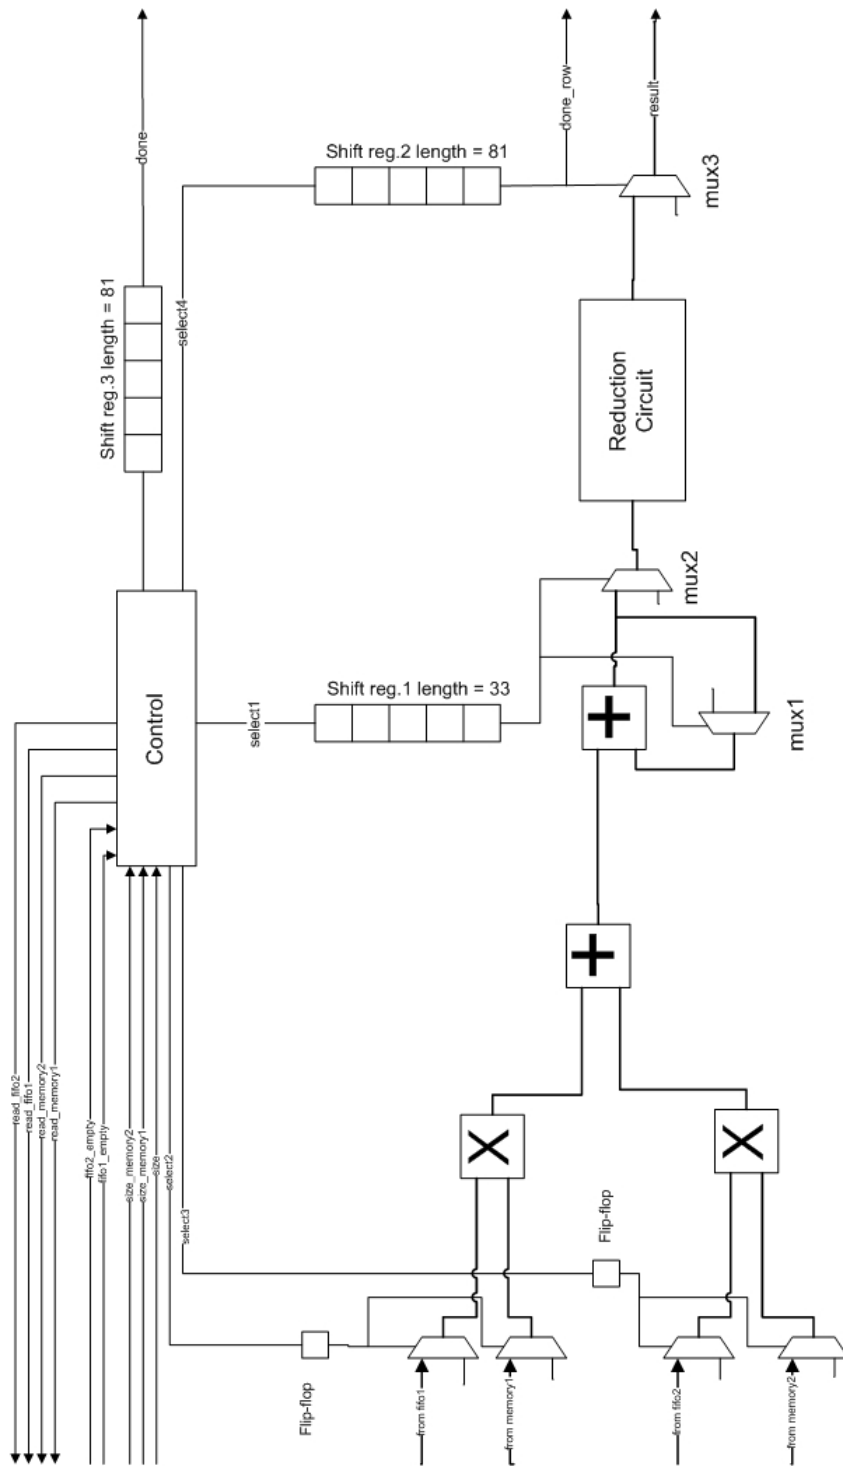 done
done_row
result
Shift reg.2 length = 81
mux3
Shift reg.3 length = 81
select4
Reduction
Circuit
mux2
Control
select1
Shift reg.1 length = 33
+
mux1
+
read_fifo2
read_fifo1
read_memory2
read_memory1
fifo2_empty
fifo1_empty
size_memory2
size_memory1
size
select2
select3
X
X
Flip-flop
Flip-flop
from fifo1
from memory1
from fifo2
from memory2